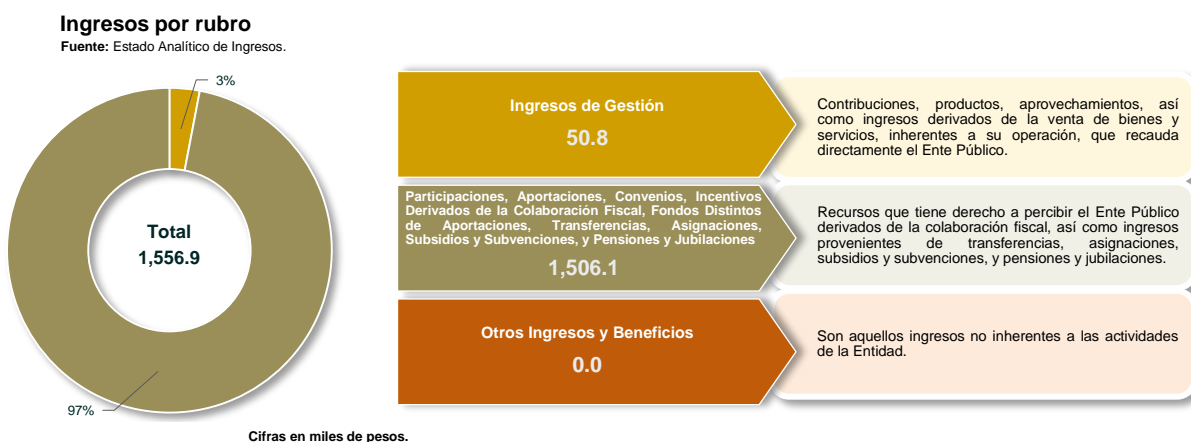 Ingresos por rubro
Fuente: Estado Analítico de Ingresos.
3%
Total
1,556.9
97%
Ingresos de Gestión
50.8
Contribuciones, productos, aprovechamientos, así
como ingresos derivados de la venta de bienes y
servicios, inherentes a su operación, que recauda
directamente el Ente Público.
Participaciones, Aportaciones, Convenios, Incentivos
Derivados de la Colaboración Fiscal, Fondos Distintos
de Aportaciones, Transferencias, Asignaciones,
Subsidios y Subvenciones, y Pensiones y Jubilaciones
1,506.1
Recursos que tiene derecho a percibir el Ente Público
derivados de la colaboración fiscal, así como ingresos
provenientes de transferencias, asignaciones,
subsidios y subvenciones, y pensiones y jubilaciones.
Otros Ingresos y Beneficios
0.0
Son aquellos ingresos no inherentes a las actividades
de la Entidad.
Cifras en miles de pesos.